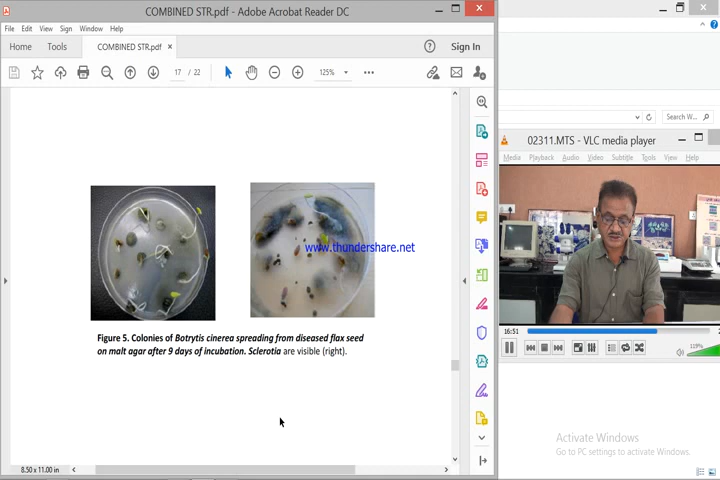 COMBINED STR.pdf - Adobe Acrobat Reader DC
File Edit View Sign Window Help
Home Tools COMBINED STR.pdf × Sign In
17 / 22 125%
www.thundershare.net
Figure 5. Colonies of Botrytis cinerea spreading from diseased flax seed
on malt agar after 9 days of incubation. Sclerotia are visible (right).
8.50 x 11.00 in
Search W...
02311.MTS - VLC media player
Media Playback Audio Video Subtitle Tools View Help
16:51
119%
Activate Windows
Go to PC settings to activate Windows.